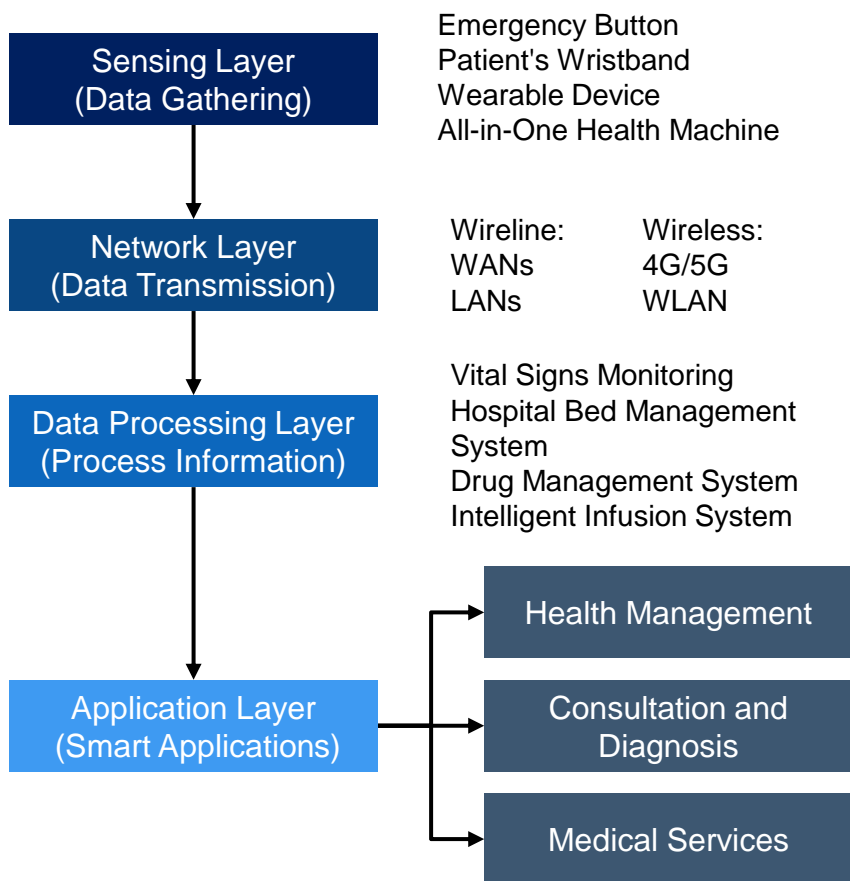 Sensing Layer
(Data Gathering)
Emergency Button
Patient's Wristband
Wearable Device
All-in-One Health Machine
Network Layer
(Data Transmission)
Wireline:
WANs
LANs
Wireless:
4G/5G
WLAN
Data Processing Layer
(Process Information)
Vital Signs Monitoring
Hospital Bed Management
System
Drug Management System
Intelligent Infusion System
Application Layer
(Smart Applications)
Health Management
Consultation and
Diagnosis
Medical Services